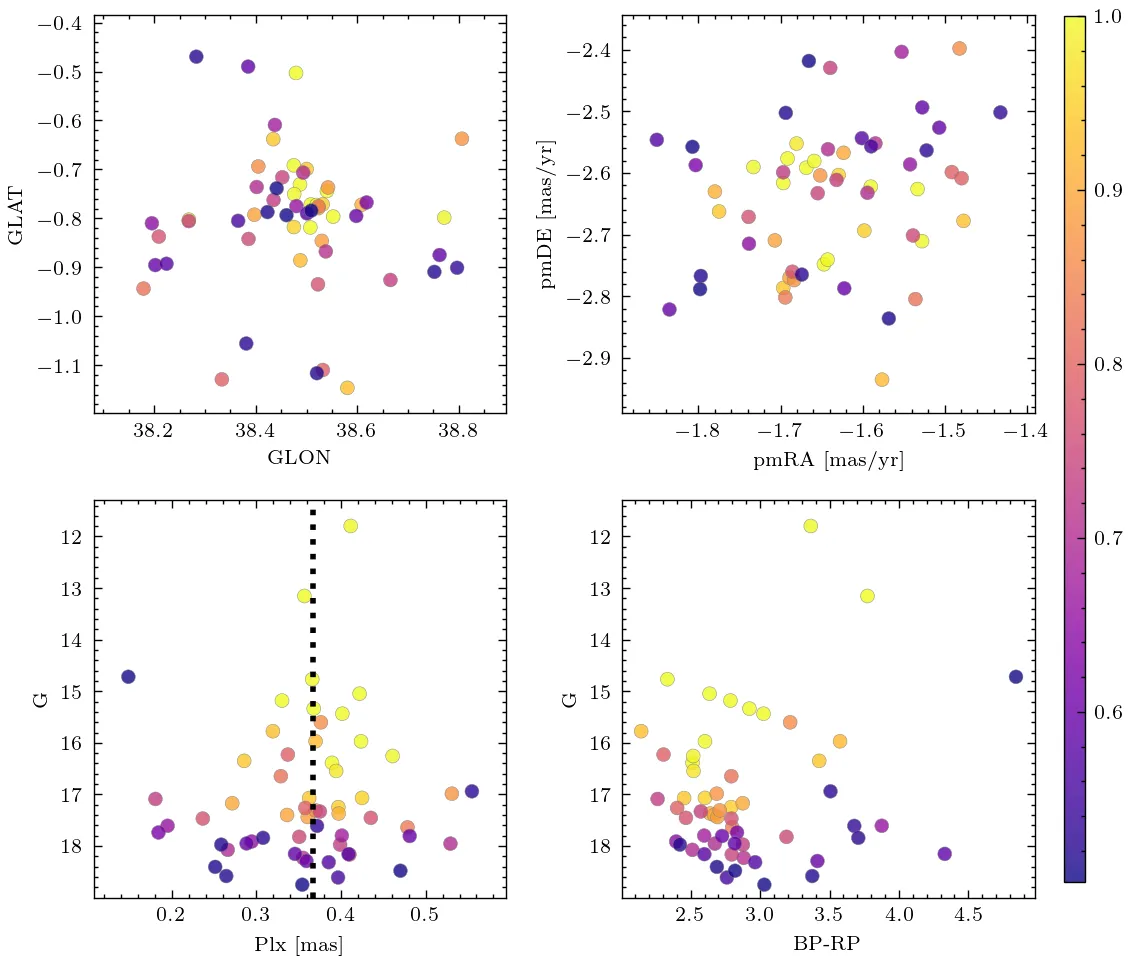 −0.4
−0.5
−0.6
−0.7
−0.8
−0.9
−1.0
−1.1
GLAT
38.2 38.4 38.6 38.8
GLON
−2.4
−2.5
−2.6
−2.7
−2.8
−2.9
pmDE [mas/yr]
−1.8 −1.7 −1.6 −1.5 −1.4
pmRA [mas/yr]
12
13
14
15
16
17
18
G
0.2 0.3 0.4 0.5
Plx [mas]
12
13
14
15
16
17
18
G
2.5 3.0 3.5 4.0 4.5
BP-RP
1.0
0.9
0.8
0.7
0.6